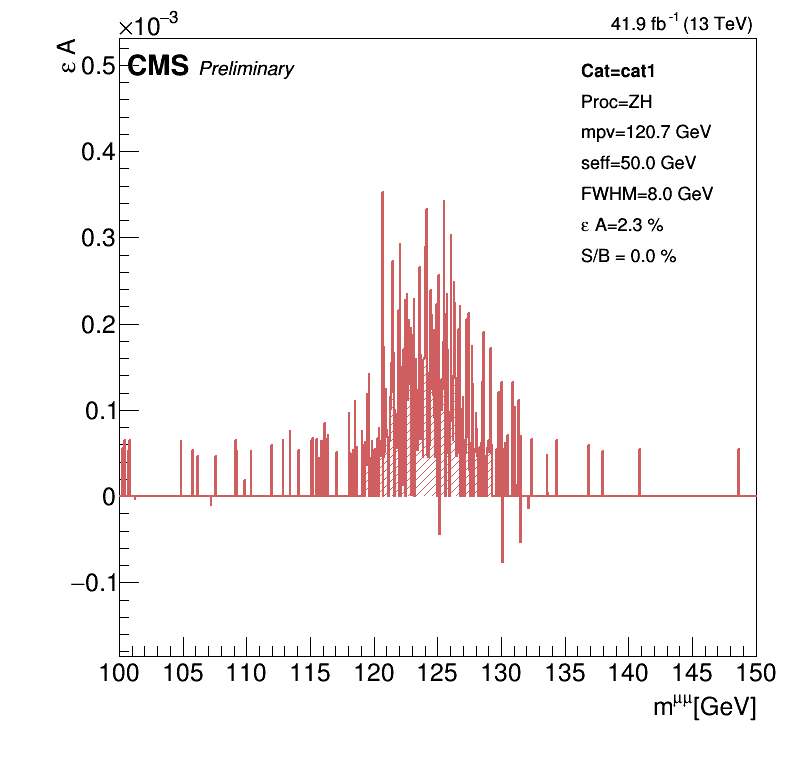 ×10⁻³
41.9 fb⁻¹ (13 TeV)
ε A
CMS Preliminary
Cat=cat1
Proc=ZH
mpv=120.7 GeV
seff=50.0 GeV
FWHM=8.0 GeV
ε A=2.3 %
S/B = 0.0 %
0.5
0.4
0.3
0.2
0.1
0
−0.1
100 105 110 115 120 125 130 135 140 145 150
m^μμ[GeV]